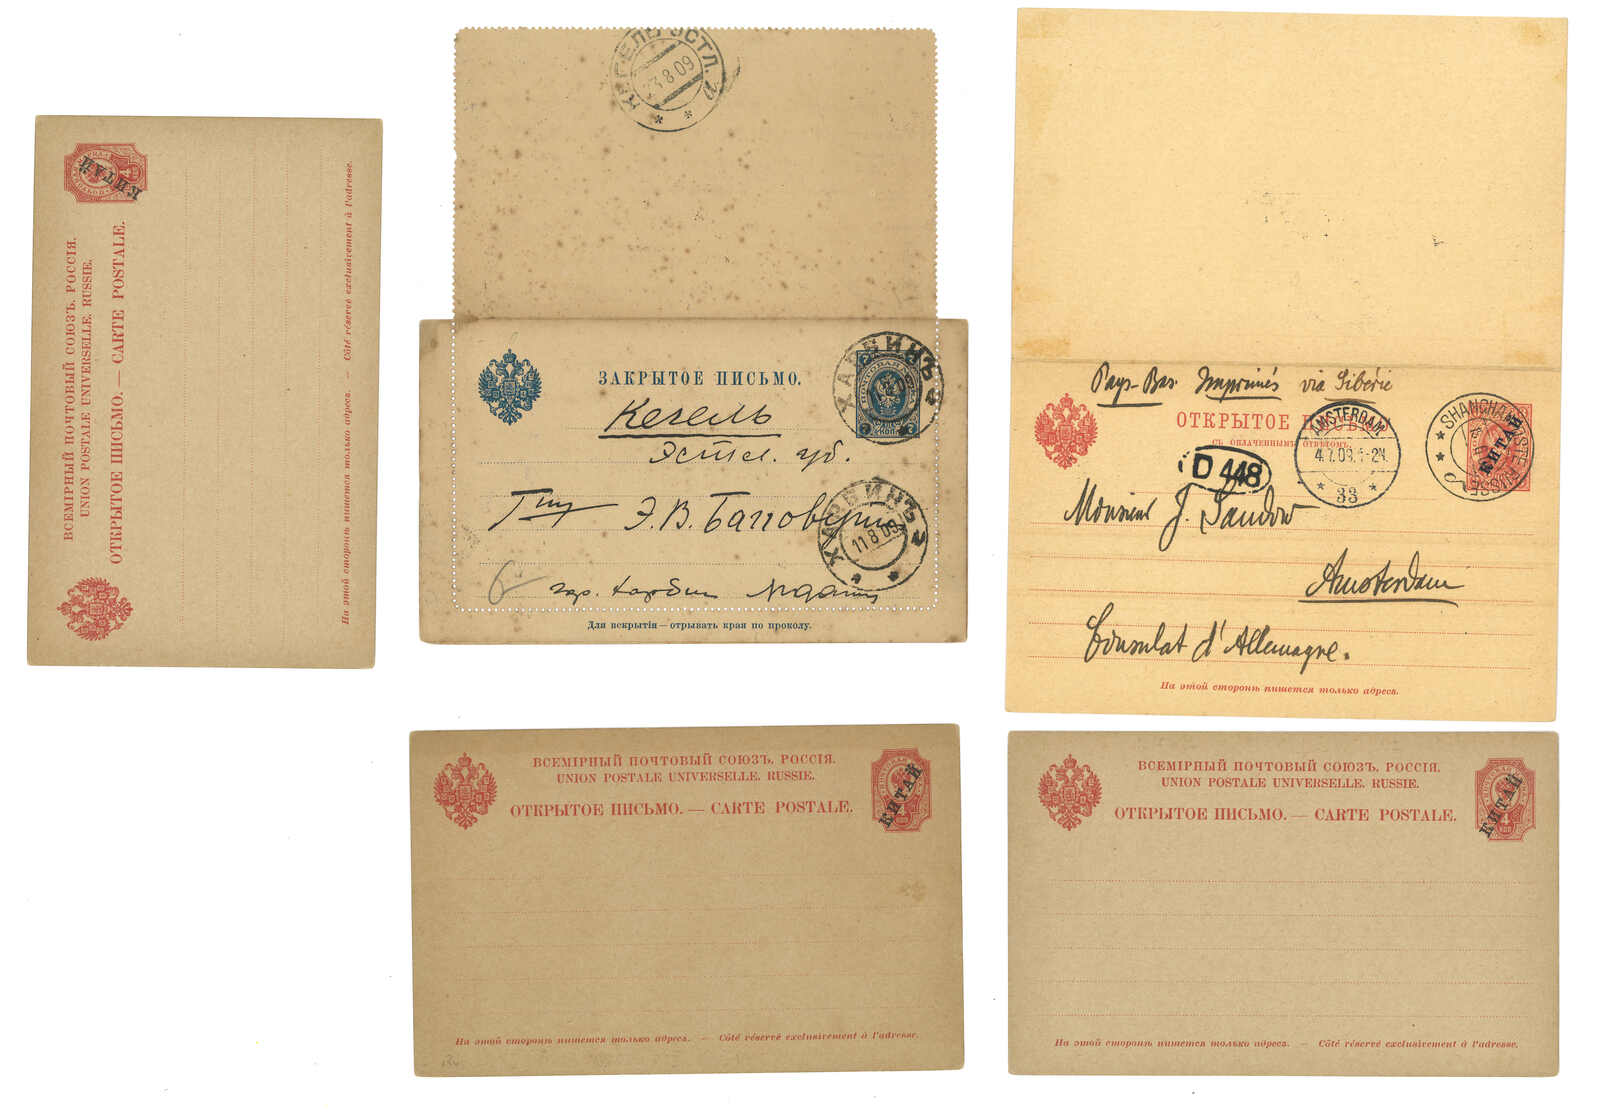 ВСЕМІРНЫЙ ПОЧТОВЫЙ СОЮЗЪ. РОССІЯ.
UNION POSTALE UNIVERSELLE. RUSSIE.
ОТКРЫТОЕ ПИСЬМО. — CARTE POSTALE.
КИТАЙ
На этой сторонѣ пишется только адресъ. — Côté réservé exclusivement à l'adresse.
23.8.09
ЗАКРЫТОЕ ПИСЬМО.
ХАРБИНЪ
Кегель
Эстл. губ.
Э. В.
ХАРБИНЪ
11.8.09
Для вскрытія — отрывать края по проколу.
Pays-Bas Imprimés via Sibérie
ОТКРЫТОЕ ПИСЬМО
съ оплаченнымъ отвѣтомъ.
AMSTERDAM
33
SHANGHAI
КИТАЙ
D 448
Monsieur J. Sandow
Amsterdam
Consulat d'Allemagne.
На этой сторонѣ пишется только адресъ.
ВСЕМІРНЫЙ ПОЧТОВЫЙ СОЮЗЪ. РОССІЯ.
UNION POSTALE UNIVERSELLE. RUSSIE.
ОТКРЫТОЕ ПИСЬМО. — CARTE POSTALE.
КИТАЙ
На этой сторонѣ пишется только адресъ. — Côté réservé exclusivement à l'adresse.
ВСЕМІРНЫЙ ПОЧТОВЫЙ СОЮЗЪ. РОССІЯ.
UNION POSTALE UNIVERSELLE. RUSSIE.
ОТКРЫТОЕ ПИСЬМО. — CARTE POSTALE.
КИТАЙ
На этой сторонѣ пишется только адресъ. — Côté réservé exclusivement à l'adresse.